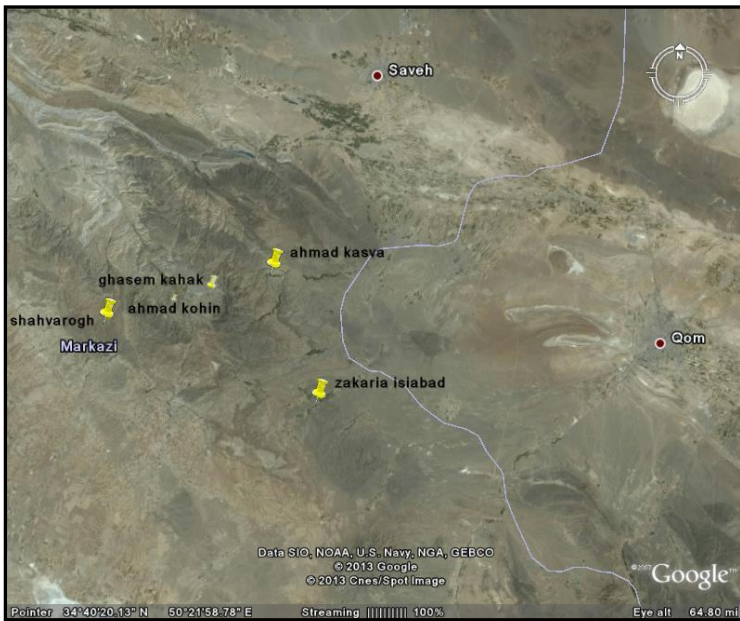 Saveh
N
ahmad kasva
ghasem kahak
ahmad kohin
shahvarogh
Markazi
Qom
zakaria isiabad
Data SIO, NOAA, U.S. Navy, NGA, GEBCO
© 2013 Google
© 2013 Cnes/Spot Image
©2007 Google™
Pointer 34°40'20.13" N 50°21'58.78" E Streaming |||||||||| 100% Eye alt 64.80 mi